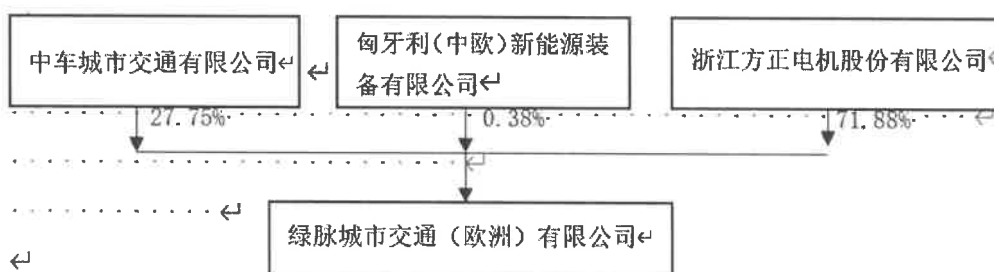 中车城市交通有限公司
匈牙利（中欧）新能源装
备有限公司
浙江方正电机股份有限公司
27.75%
0.38%
71.88%
绿脉城市交通（欧洲）有限公司